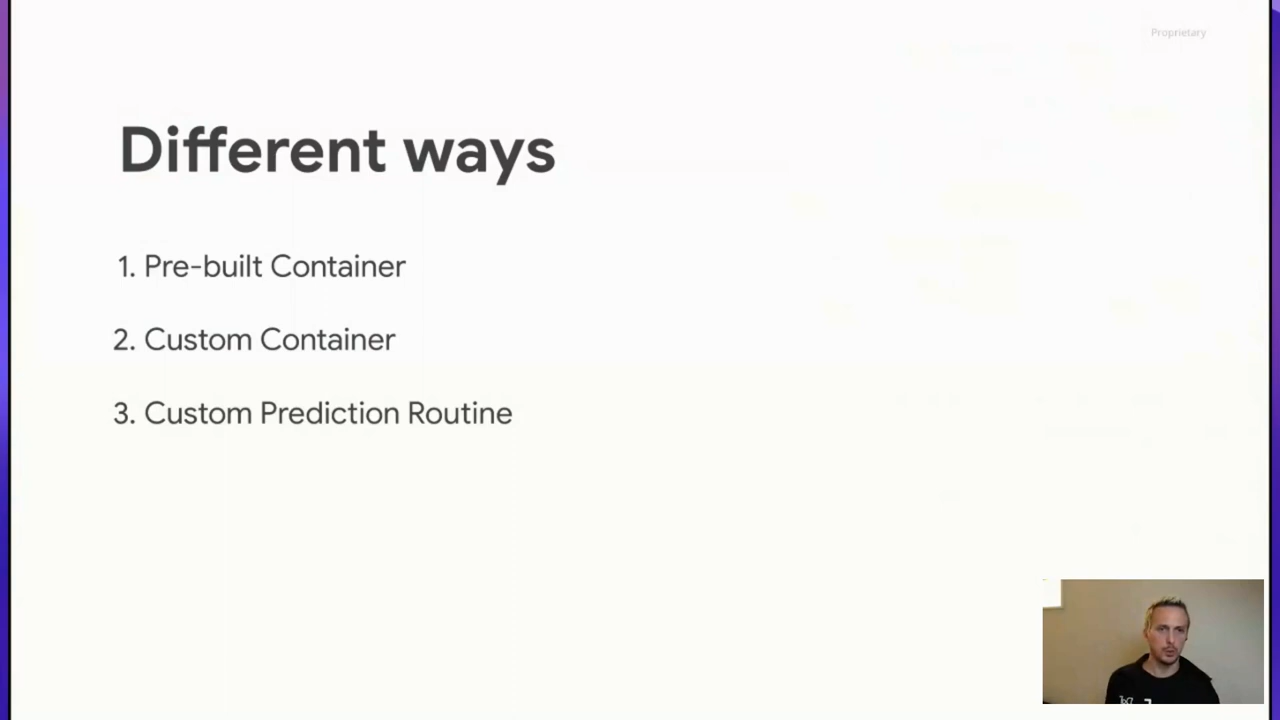 Proprietary
Different ways
1. Pre-built Container
2. Custom Container
3. Custom Prediction Routine